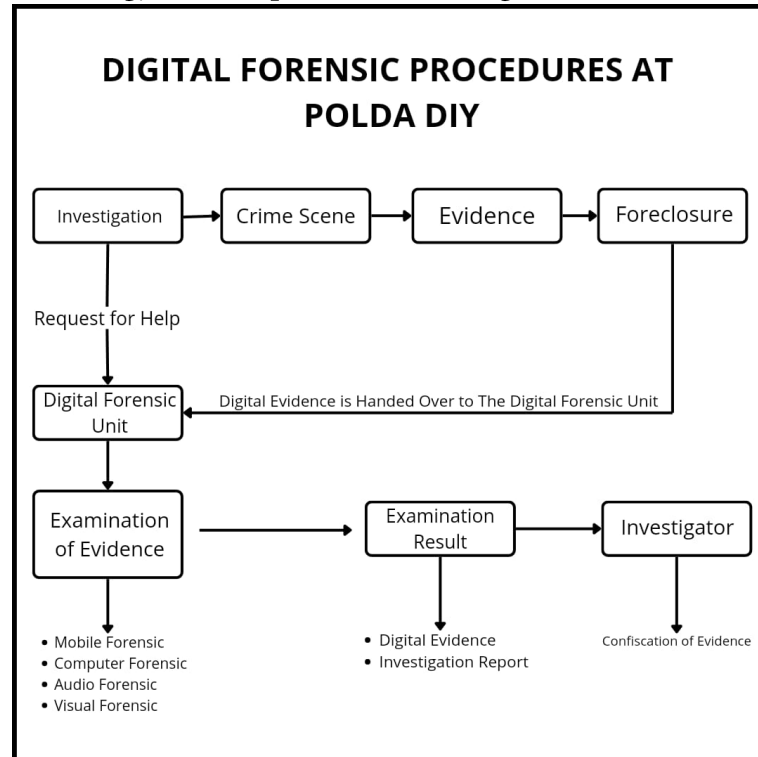 DIGITAL FORENSIC PROCEDURES AT
POLDA DIY
Investigation
Crime Scene
Evidence
Foreclosure
Request for Help
Digital Forensic
Unit
Digital Evidence is Handed Over to The Digital Forensic Unit
Examination
of Evidence
Examination
Result
Investigator
• Mobile Forensic
• Computer Forensic
• Audio Forensic
• Visual Forensic
• Digital Evidence
• Investigation Report
Confiscation of Evidence